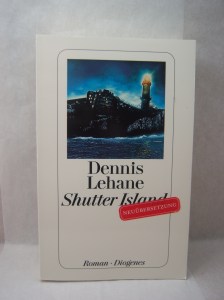 Dennis
Lehane
Shutter Island
NEUÜBERSETZUNG
Roman · Diogenes